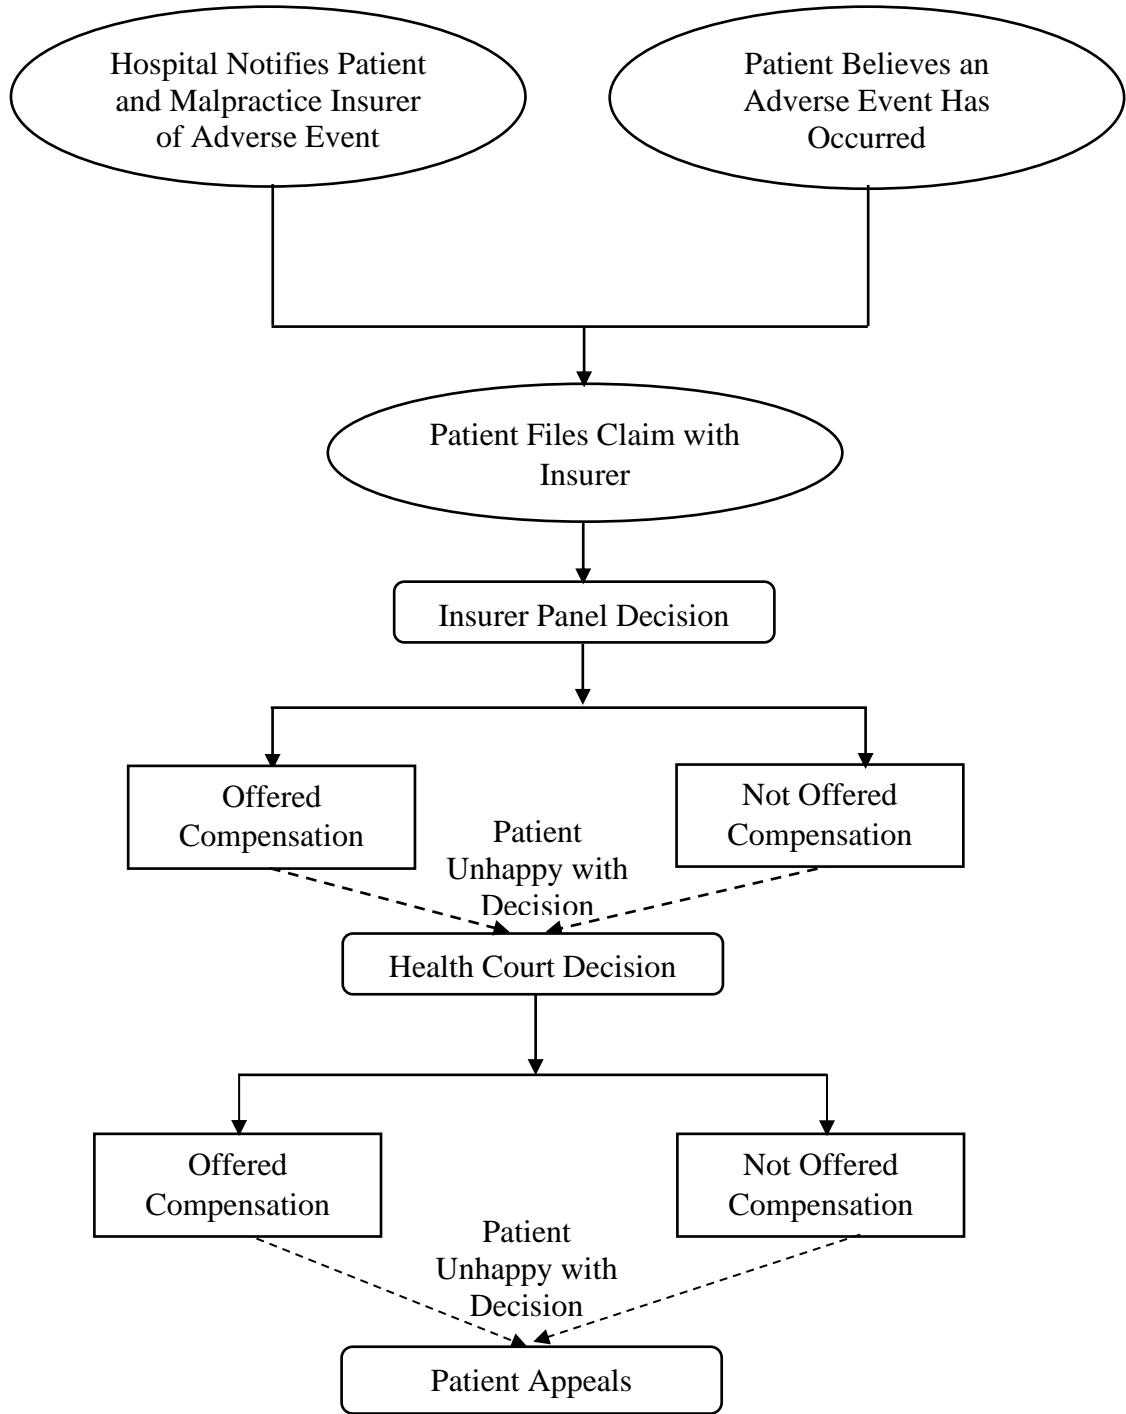 Hospital Notifies Patient
and Malpractice Insurer
of Adverse Event
Patient Believes an
Adverse Event Has
Occurred
Patient Files Claim with
Insurer
Insurer Panel Decision
Offered
Compensation
Not Offered
Compensation
Patient
Unhappy with
Decision
Health Court Decision
Offered
Compensation
Not Offered
Compensation
Patient
Unhappy with
Decision
Patient Appeals